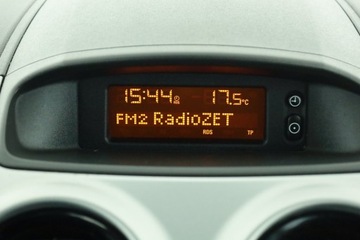 15:44 17.5°C
FM2 RadioZET
RDS TP